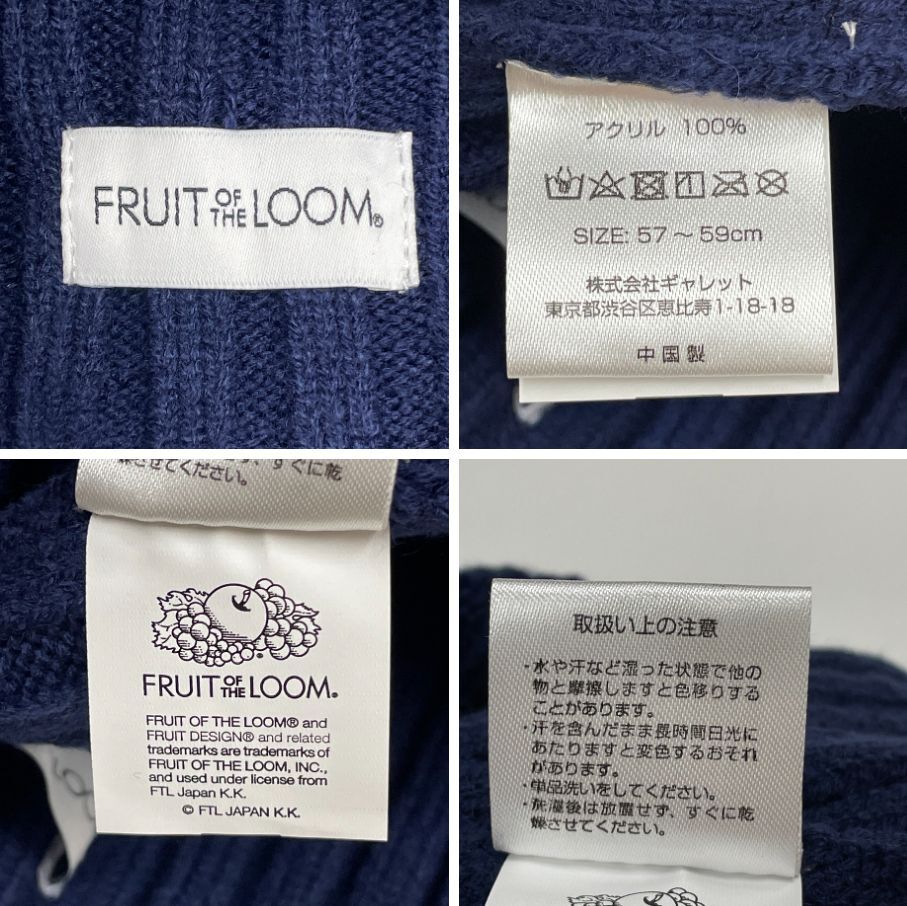 FRUIT OF THE LOOM®
アクリル 100%
SIZE: 57～59cm
株式会社ギャレット
東京都渋谷区恵比寿1-18-18
中国製
すぐに乾
燥させてください。
FRUIT OF THE LOOM®
FRUIT OF THE LOOM® and
FRUIT DESIGN® and related
trademarks are trademarks of
FRUIT OF THE LOOM, INC.,
and used under license from
FTL Japan K.K.
© FTL JAPAN K.K.
取扱い上の注意
・水や汗など湿った状態で他の
物と摩擦しますと色移りする
ことがあります。
・汗を含んだまま長時間日光に
あたりますと変色するおそれ
があります。
・単品洗いをしてください。
・洗濯後は放置せず、すぐに乾
燥させてください。